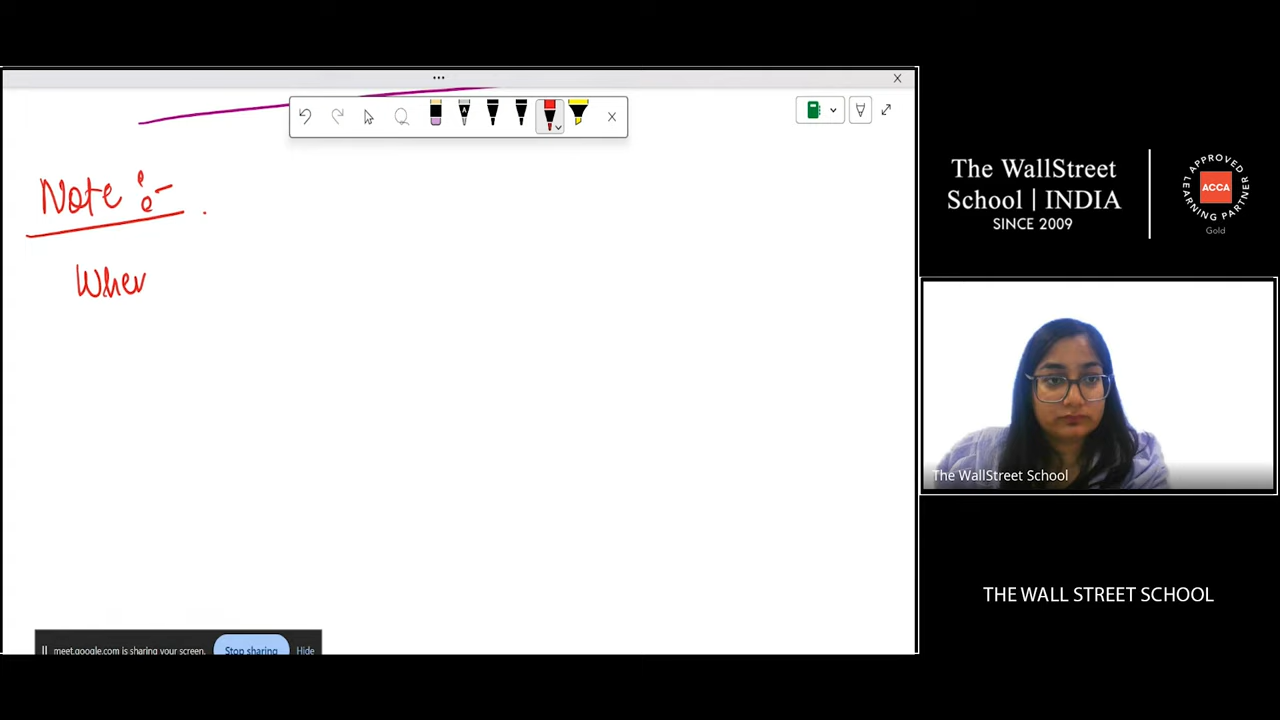 Note :-
When
A
The WallStreet
School | INDIA
SINCE 2009
APPROVED
LEARNING PARTNER
ACCA
Gold
The WallStreet School
THE WALL STREET SCHOOL
meet.google.com is sharing your screen. Stop sharing Hide